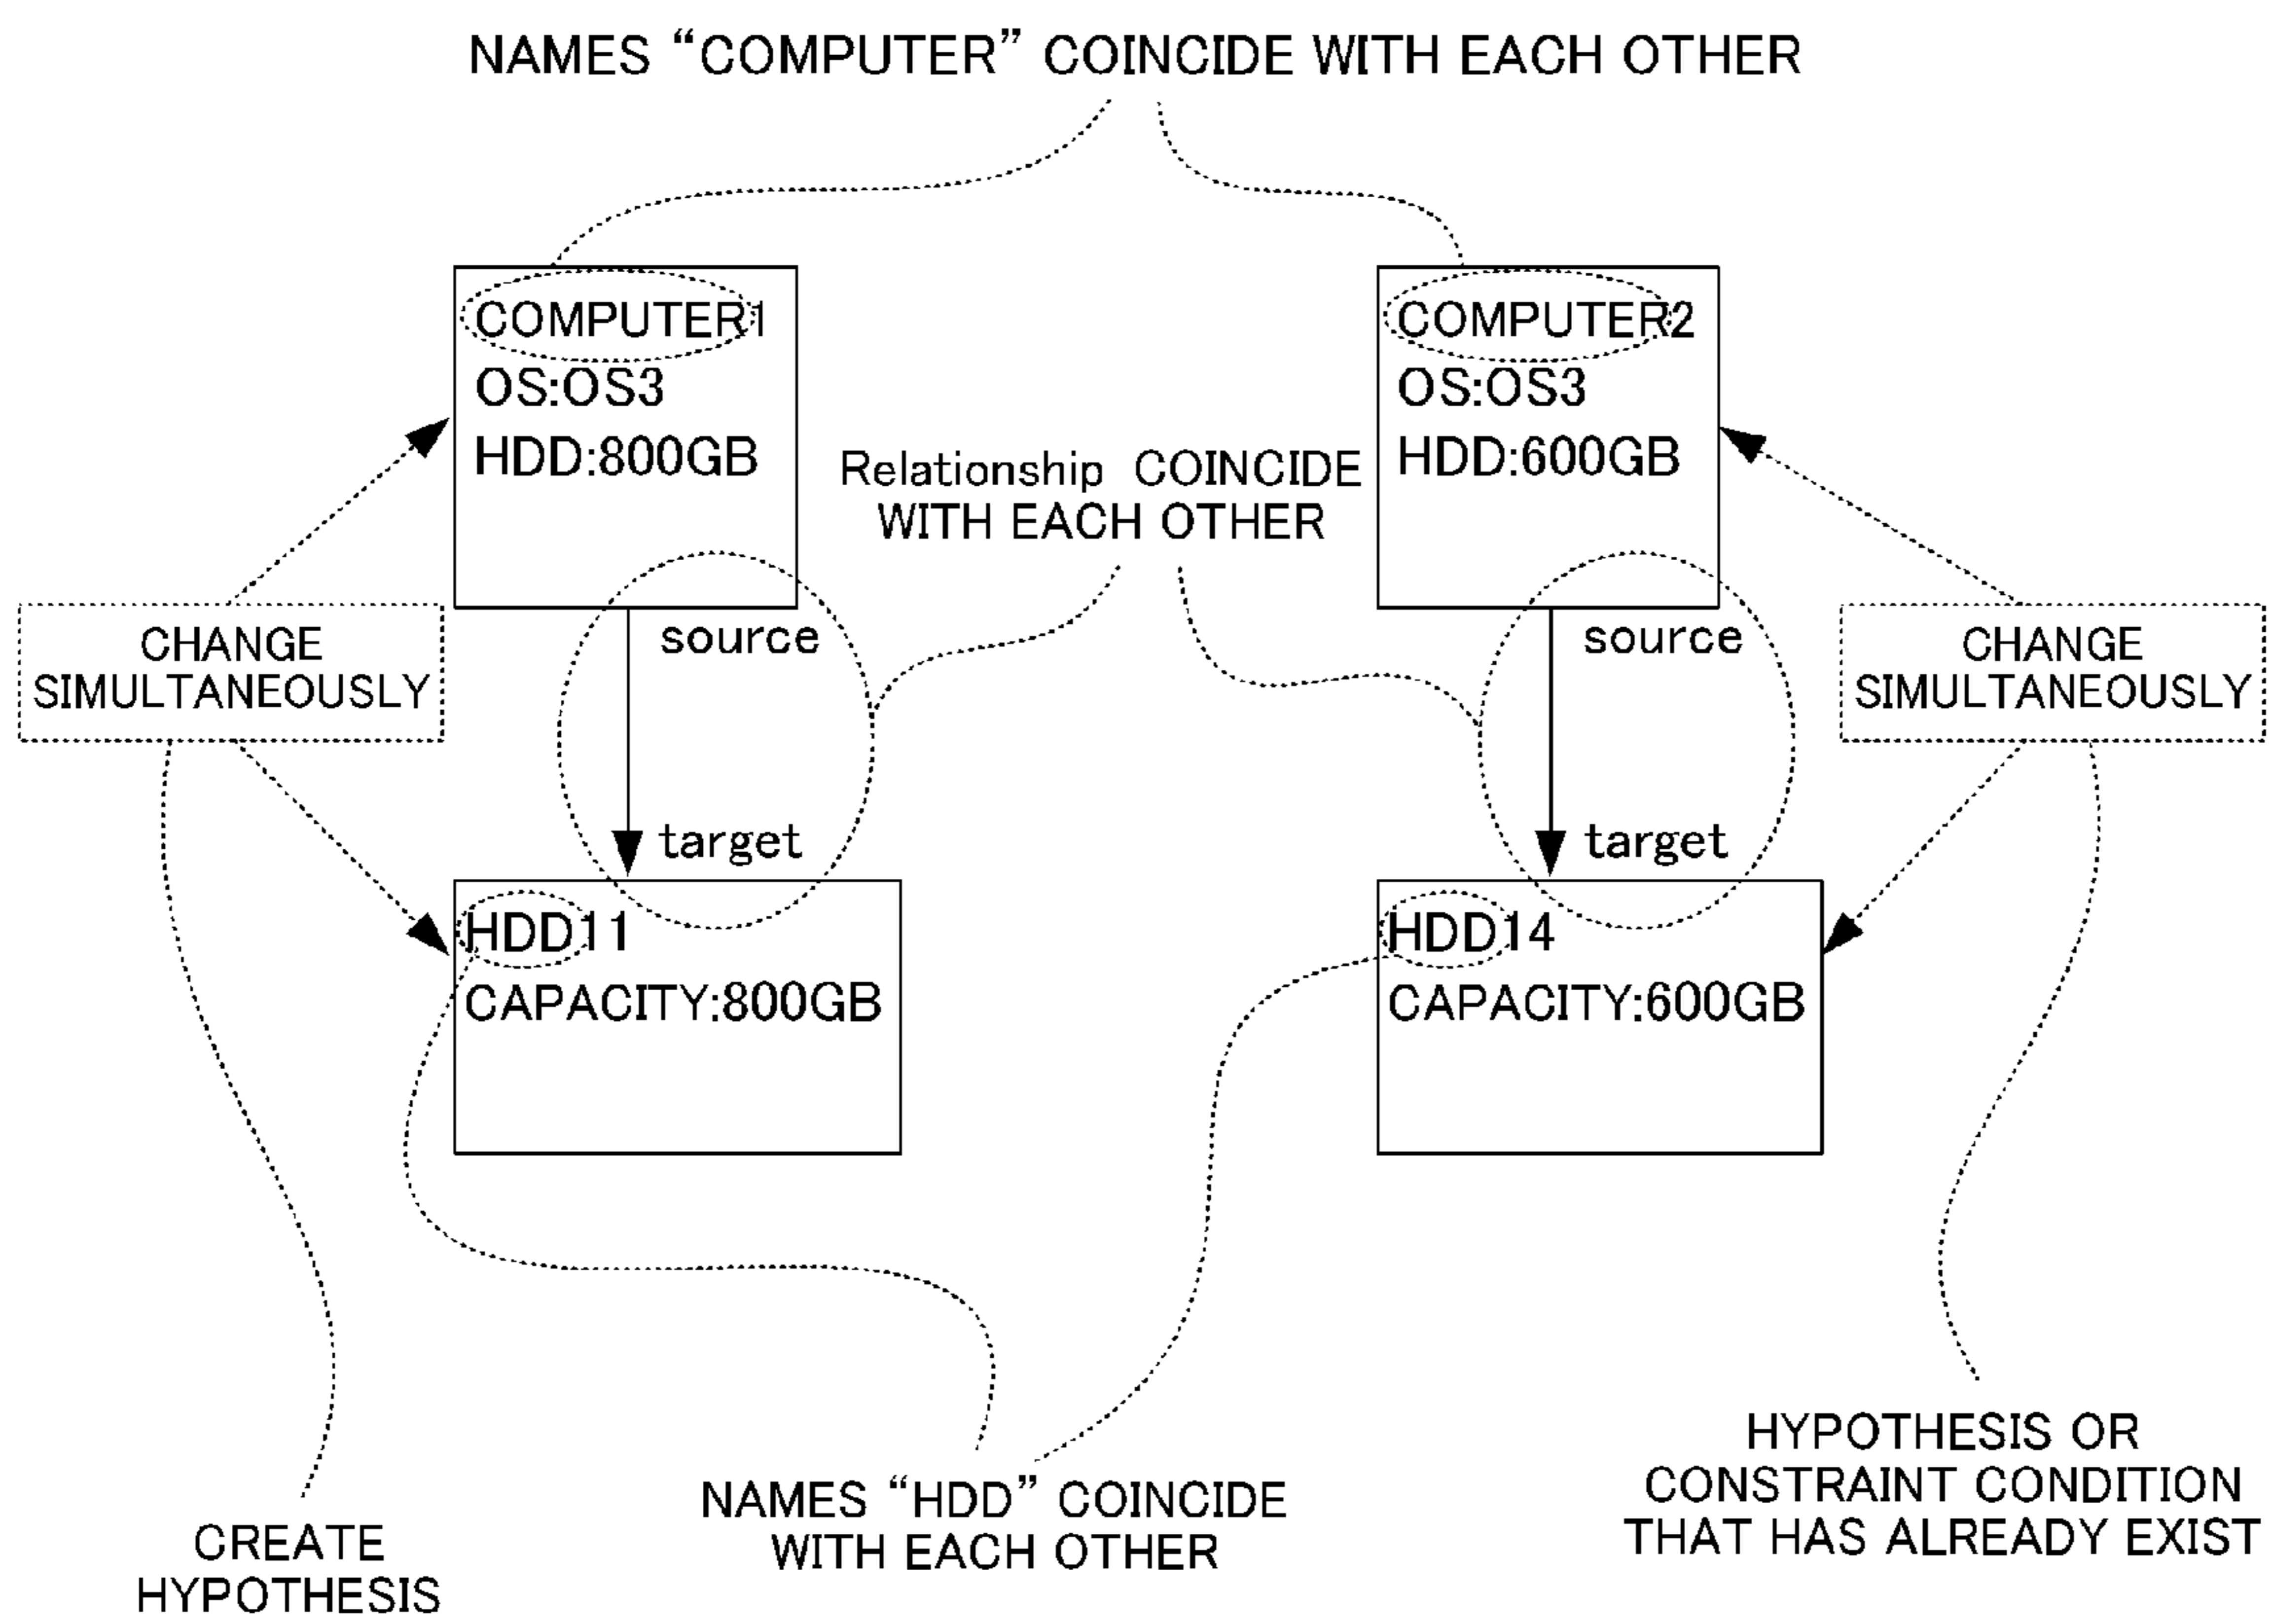 NAMES “COMPUTER” COINCIDE WITH EACH OTHER
COMPUTER1
OS:OS3
HDD:800GB
COMPUTER2
OS:OS3
HDD:600GB
Relationship COINCIDE
WITH EACH OTHER
CHANGE
SIMULTANEOUSLY
source
source
CHANGE
SIMULTANEOUSLY
target
target
HDD11
CAPACITY:800GB
HDD14
CAPACITY:600GB
CREATE
HYPOTHESIS
NAMES “HDD” COINCIDE
WITH EACH OTHER
HYPOTHESIS OR
CONSTRAINT CONDITION
THAT HAS ALREADY EXIST